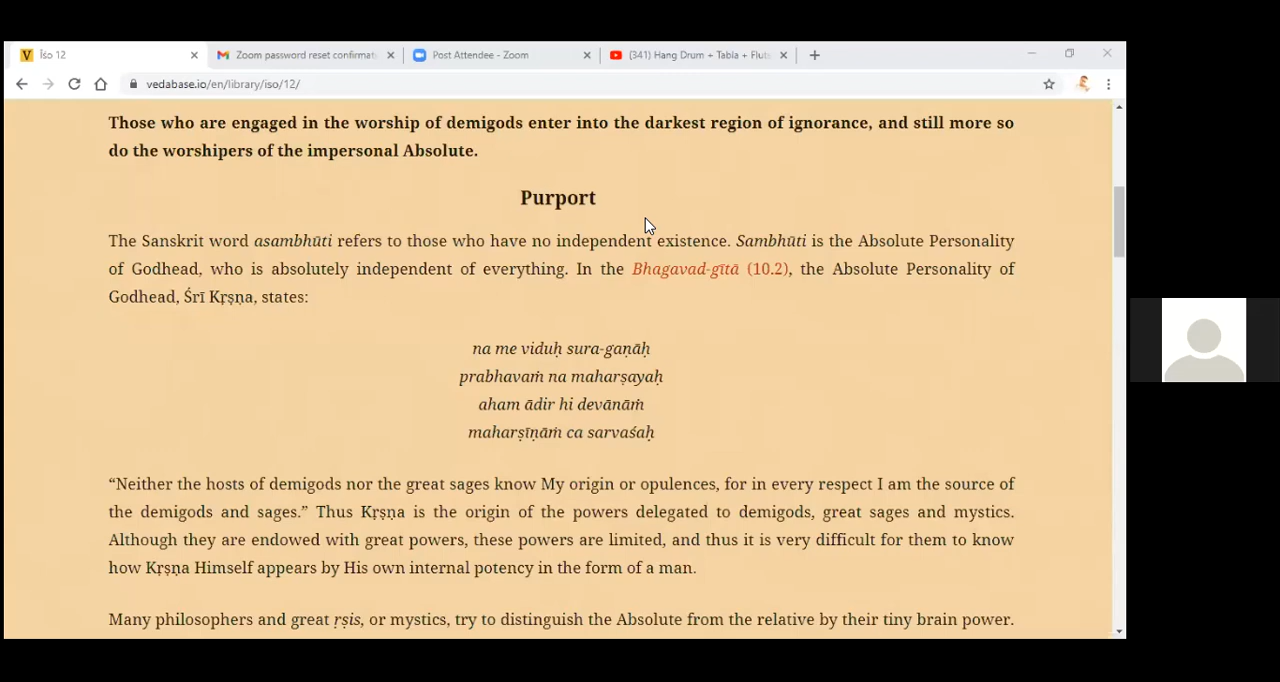 Īśo 12
Zoom password reset confirmat
Post Attendee - Zoom
(341) Hang Drum + Tabla + Flut
vedabase.io/en/library/iso/12/
Those who are engaged in the worship of demigods enter into the darkest region of ignorance, and still more so
do the worshipers of the impersonal Absolute.
Purport
The Sanskrit word asambhūti refers to those who have no independent existence. Sambhūti is the Absolute Personality
of Godhead, who is absolutely independent of everything. In the Bhagavad-gītā (10.2), the Absolute Personality of
Godhead, Śrī Kṛṣṇa, states:
na me viduḥ sura-gaṇāḥ
prabhavaṁ na maharṣayaḥ
aham ādir hi devānāṁ
maharṣīṇāṁ ca sarvaśaḥ
“Neither the hosts of demigods nor the great sages know My origin or opulences, for in every respect I am the source of
the demigods and sages.” Thus Kṛṣṇa is the origin of the powers delegated to demigods, great sages and mystics.
Although they are endowed with great powers, these powers are limited, and thus it is very difficult for them to know
how Kṛṣṇa Himself appears by His own internal potency in the form of a man.
Many philosophers and great ṛṣis, or mystics, try to distinguish the Absolute from the relative by their tiny brain power.